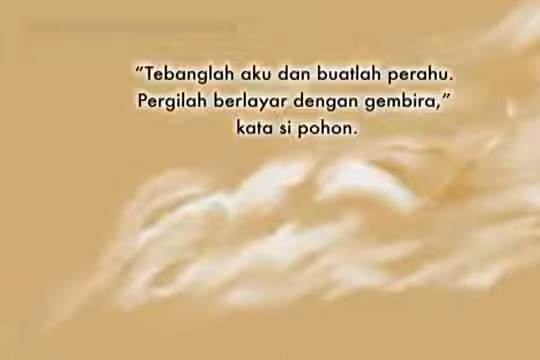 “Tebanglah aku dan buatlah perahu.
Pergilah berlayar dengan gembira,”
kata si pohon.